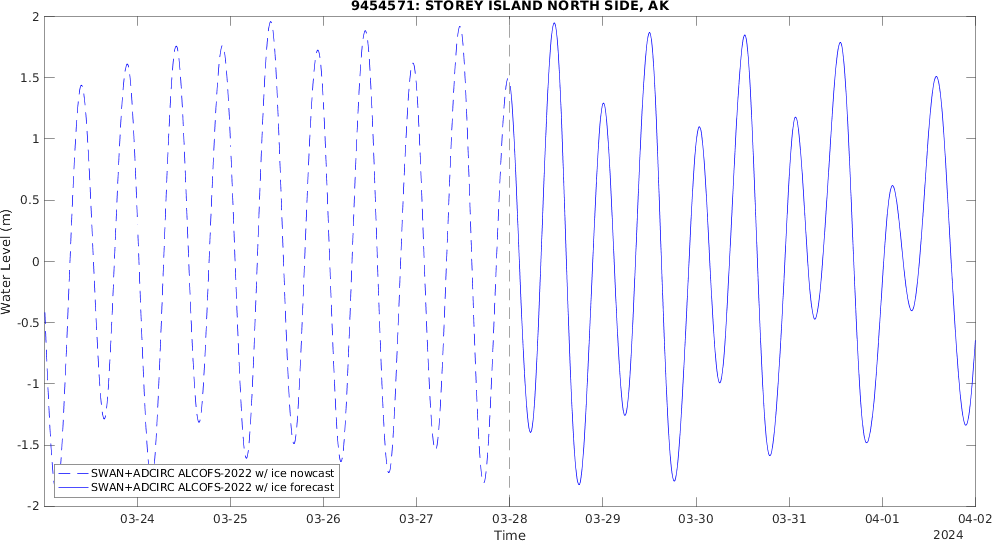 9454571: STOREY ISLAND NORTH SIDE, AK
2
1.5
1
0.5
0
-0.5
-1
-1.5
-2
Water Level (m)
SWAN+ADCIRC ALCOFS-2022 w/ ice nowcast
SWAN+ADCIRC ALCOFS-2022 w/ ice forecast
03-24 03-25 03-26 03-27 03-28 03-29 03-30 03-31 04-01 04-02
Time
2024